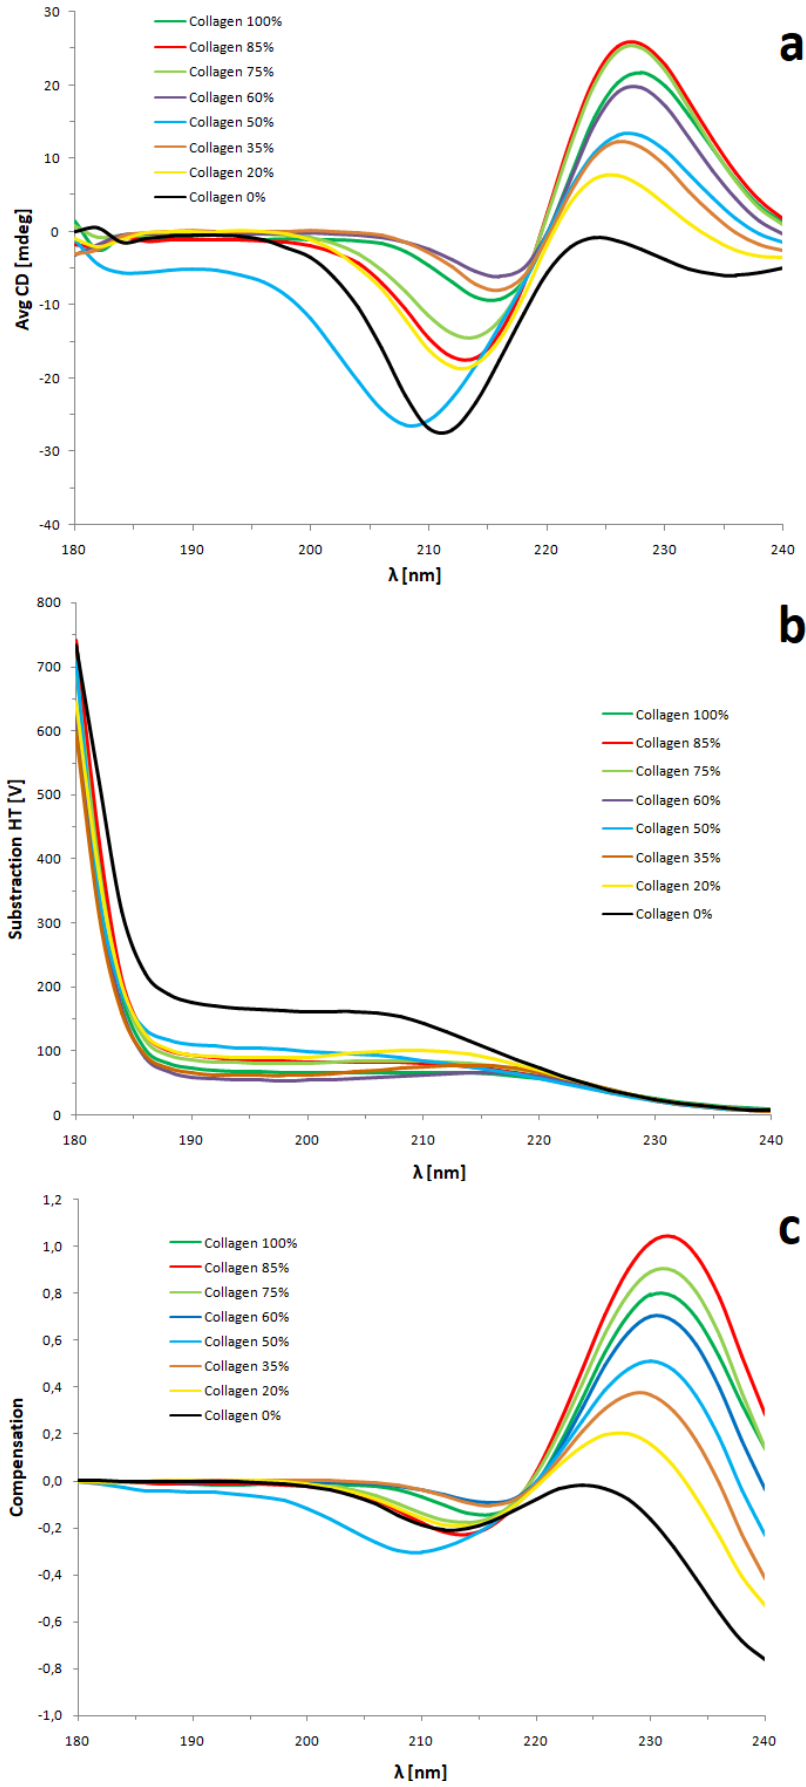 a
Collagen 100%
Collagen 85%
Collagen 75%
Collagen 60%
Collagen 50%
Collagen 35%
Collagen 20%
Collagen 0%
30
20
10
0
-10
-20
-30
-40
Avg CD [mdeg]
180 190 200 210 220 230 240
λ [nm]
b
Collagen 100%
Collagen 85%
Collagen 75%
Collagen 60%
Collagen 50%
Collagen 35%
Collagen 20%
Collagen 0%
800
700
600
500
400
300
200
100
0
Substraction HT [V]
180 190 200 210 220 230 240
λ [nm]
c
Collagen 100%
Collagen 85%
Collagen 75%
Collagen 60%
Collagen 50%
Collagen 35%
Collagen 20%
Collagen 0%
1,2
1,0
0,8
0,6
0,4
0,2
0,0
-0,2
-0,4
-0,6
-0,8
-1,0
Compensation
180 190 200 210 220 230 240
λ [nm]